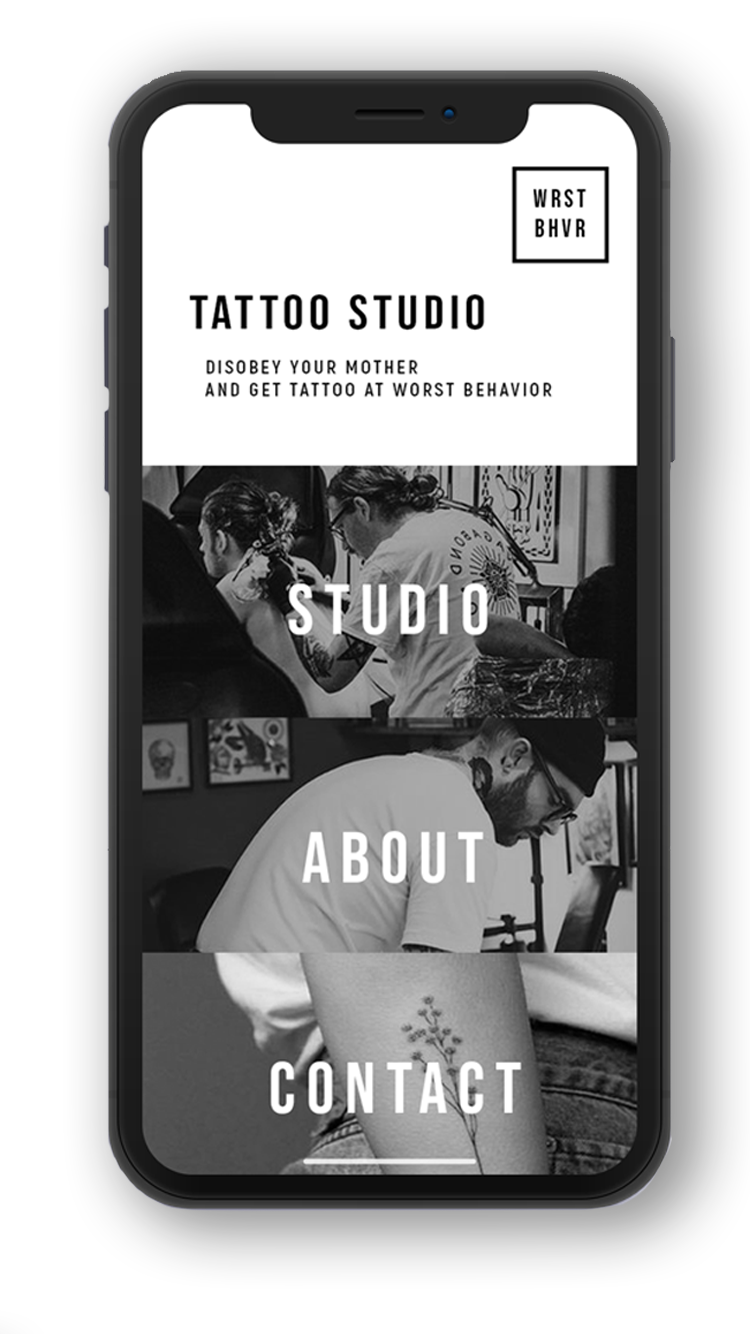 WRST
BHVR
TATTOO STUDIO
DISOBEY YOUR MOTHER
AND GET TATTOO AT WORST BEHAVIOR
STUDIO
ABOUT
CONTACT